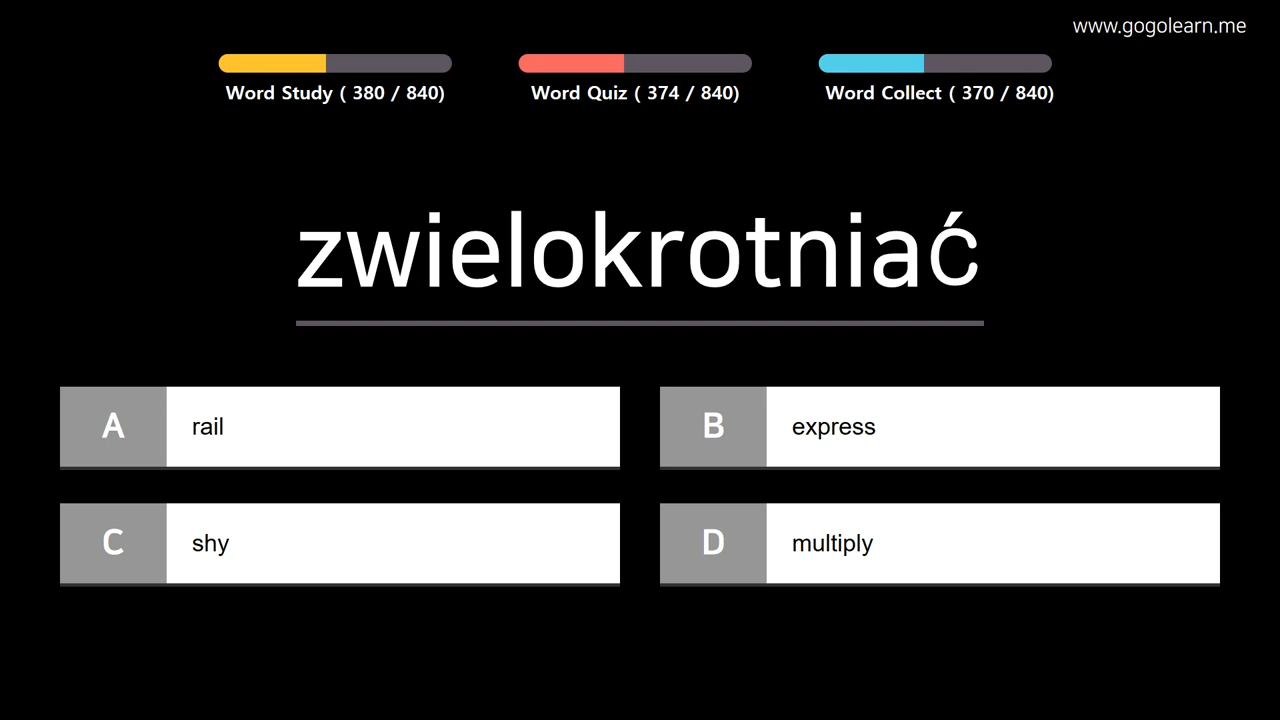 www.gogolearn.me
Word Study ( 380 / 840)
Word Quiz ( 374 / 840)
Word Collect ( 370 / 840)
zwielokrotniać
A rail
B express
C shy
D multiply